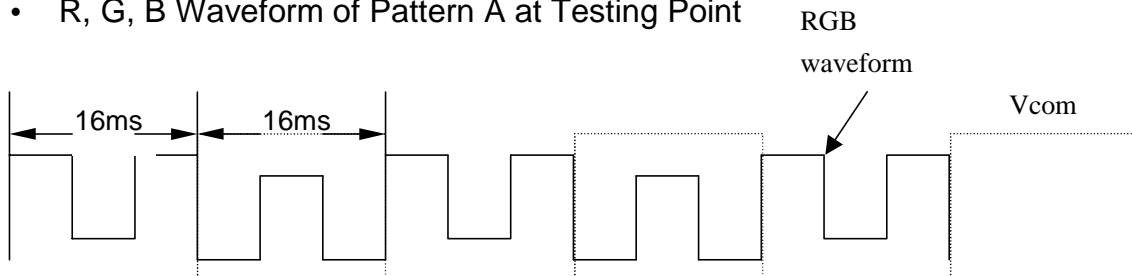 • R, G, B Waveform of Pattern A at Testing Point
RGB
waveform
Vcom
16ms
16ms